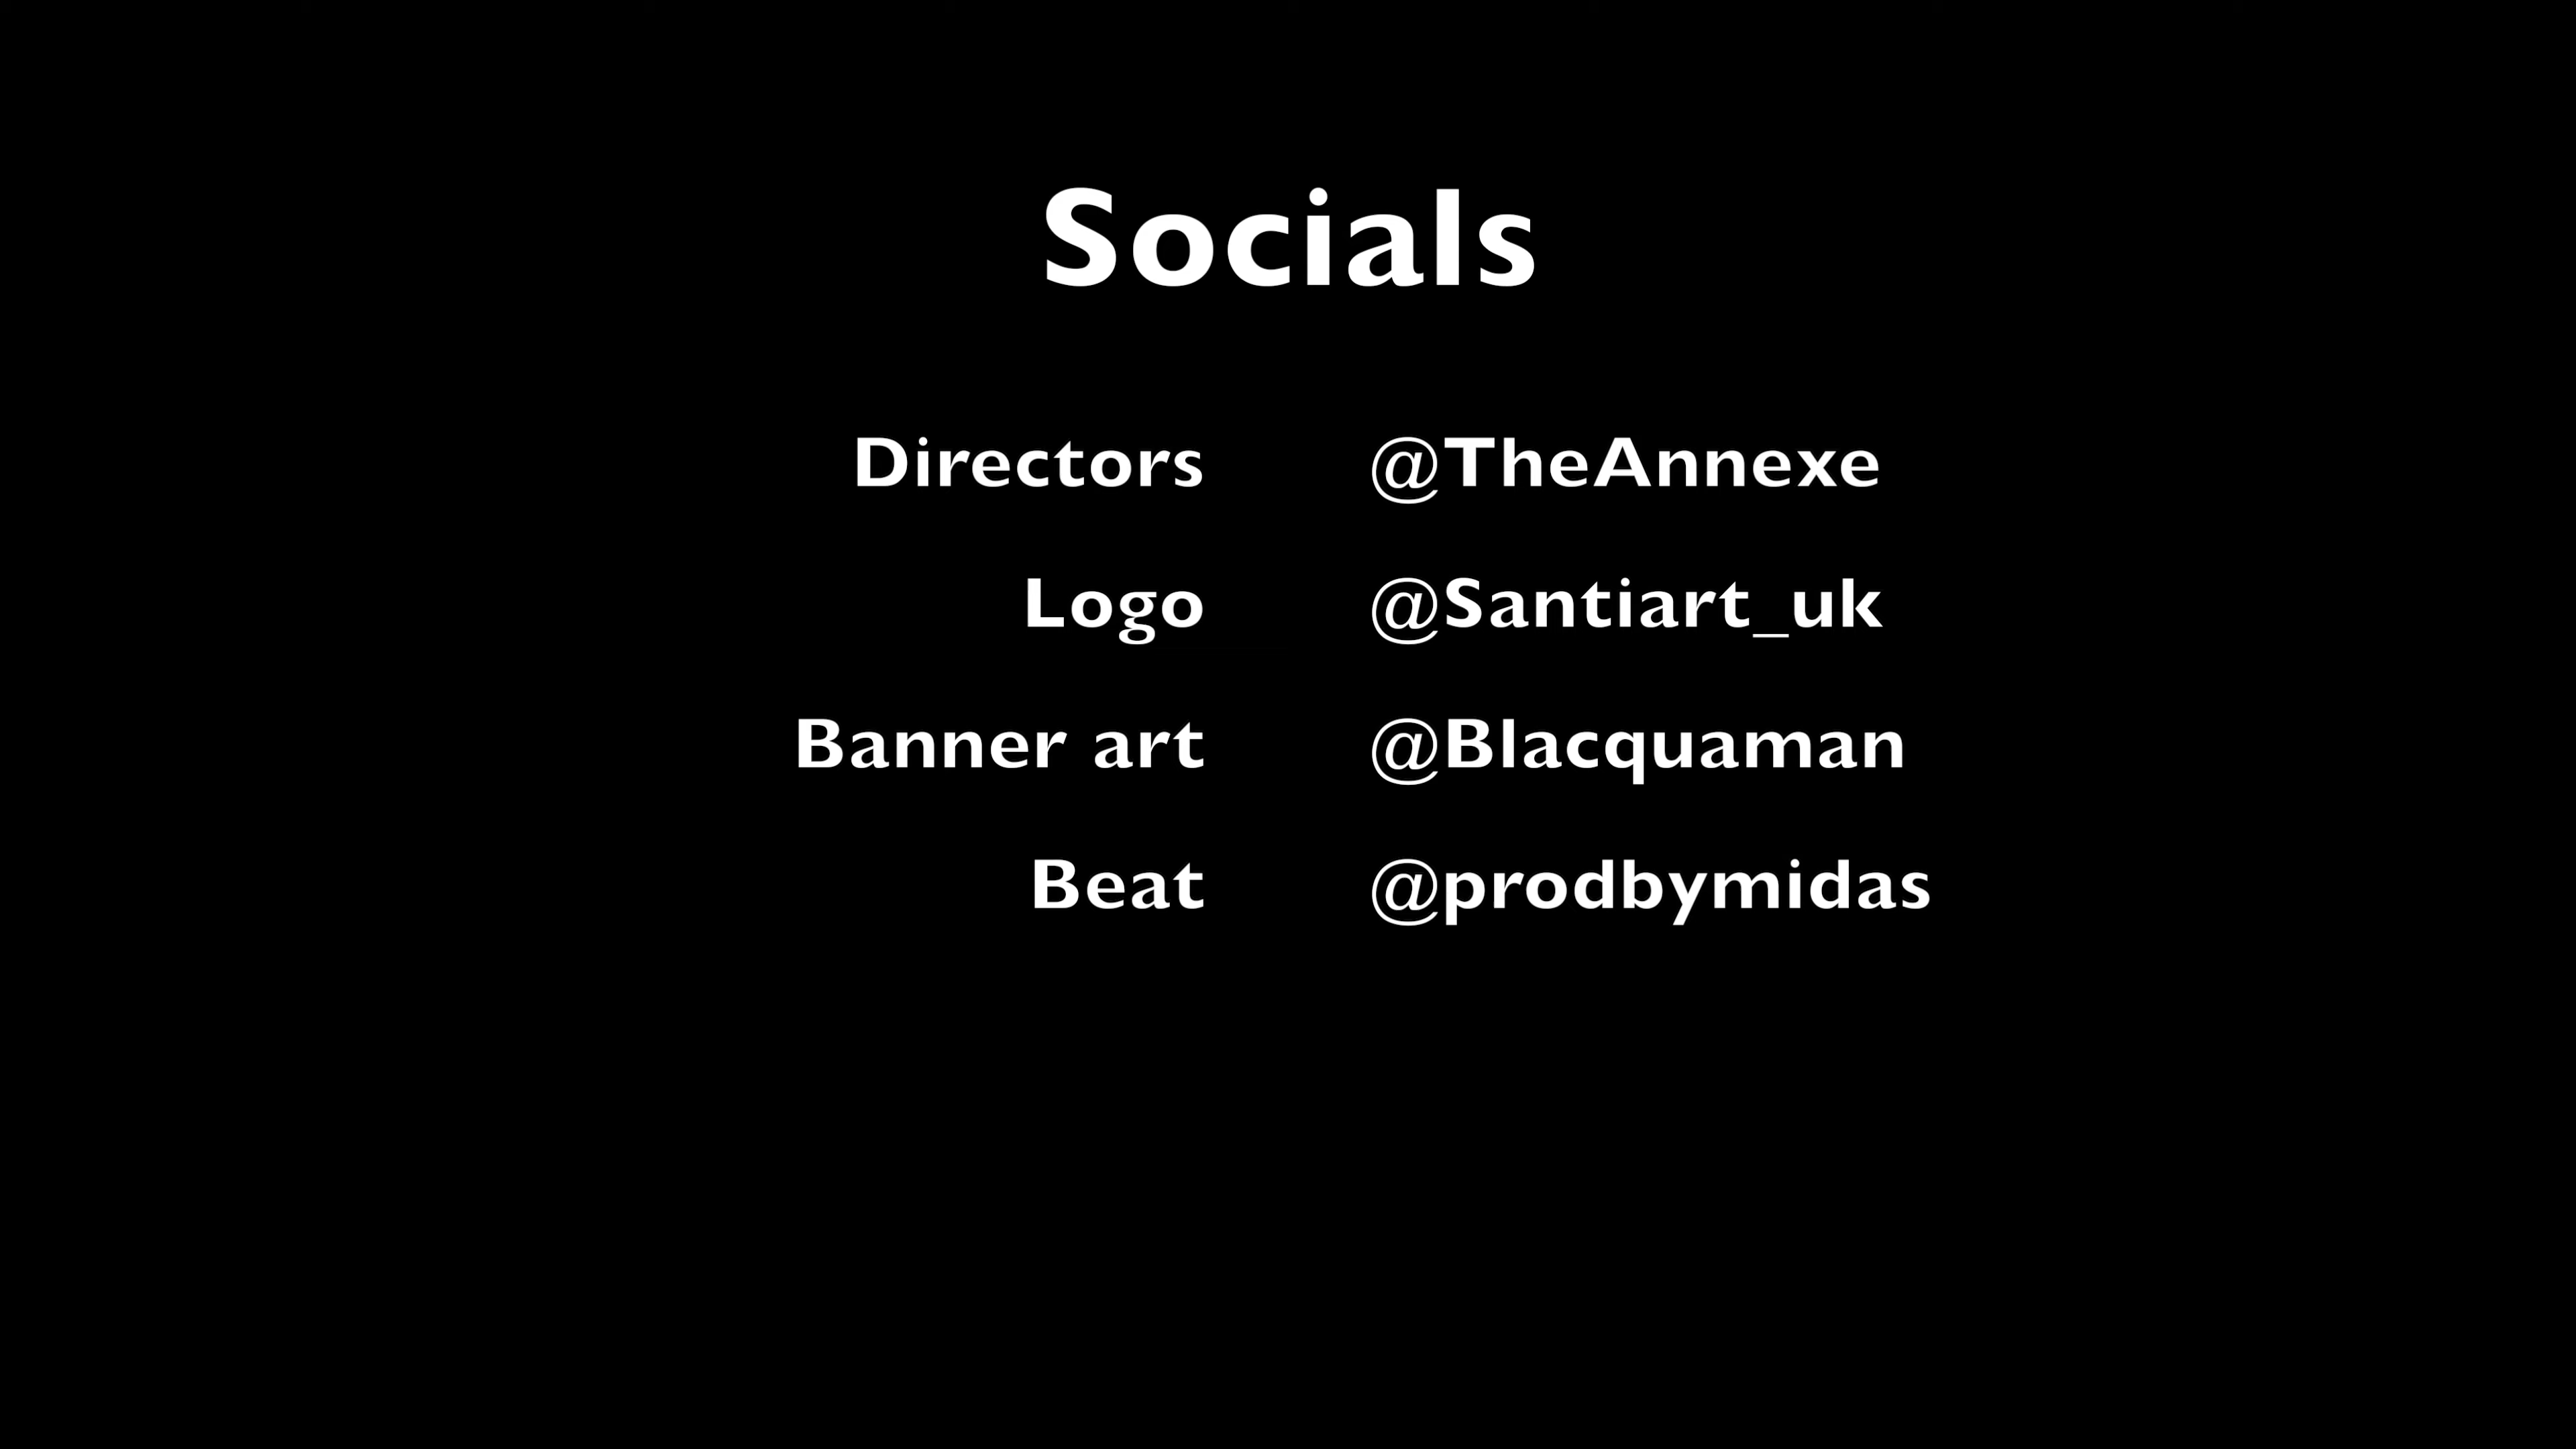 Socials
Directors @TheAnnexe
Logo @Santiart_uk
Banner art @Blacquaman
Beat @prodbymidas